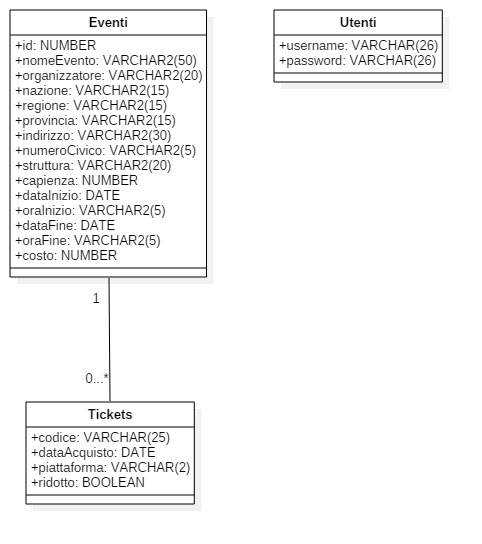 Eventi
+id: NUMBER
+nomeEvento: VARCHAR2(50)
+organizzatore: VARCHAR2(20)
+nazione: VARCHAR2(15)
+regione: VARCHAR2(15)
+provincia: VARCHAR2(15)
+indirizzo: VARCHAR2(30)
+numeroCivico: VARCHAR2(5)
+struttura: VARCHAR2(20)
+capienza: NUMBER
+dataInizio: DATE
+oraInizio: VARCHAR2(5)
+dataFine: DATE
+oraFine: VARCHAR2(5)
+costo: NUMBER
Utenti
+username: VARCHAR(26)
+password: VARCHAR(26)
1
0...*
Tickets
+codice: VARCHAR(25)
+dataAcquisto: DATE
+piattaforma: VARCHAR(2)
+ridotto: BOOLEAN